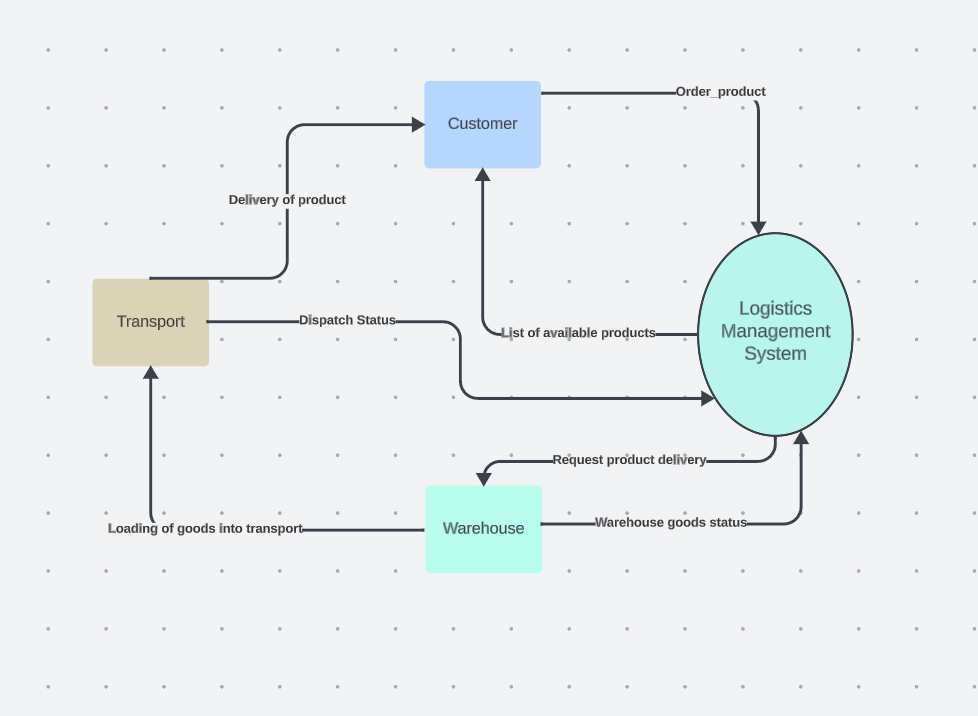 Order_product
Customer
Delivery of product
Transport
Dispatch Status
List of available products
Logistics
Management
System
Request product delivery
Warehouse
Warehouse goods status
Loading of goods into transport